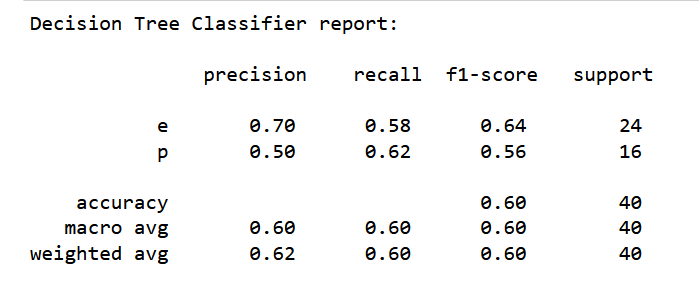 Decision Tree Classifier report:
precision recall f1-score support
e 0.70 0.58 0.64 24
p 0.50 0.62 0.56 16
accuracy 0.60 40
macro avg 0.60 0.60 0.60 40
weighted avg 0.62 0.60 0.60 40